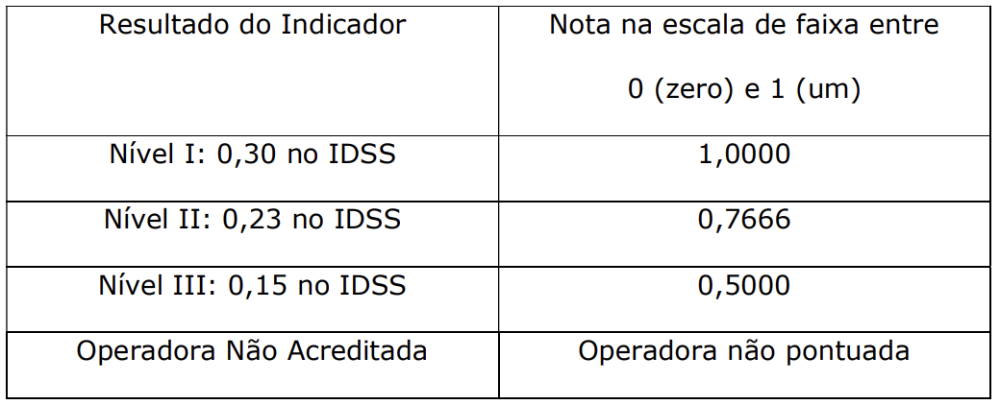 Resultado do Indicador
Nota na escala de faixa entre
0 (zero) e 1 (um)
Nível I: 0,30 no IDSS
1,0000
Nível II: 0,23 no IDSS
0,7666
Nível III: 0,15 no IDSS
0,5000
Operadora Não Acreditada
Operadora não pontuada